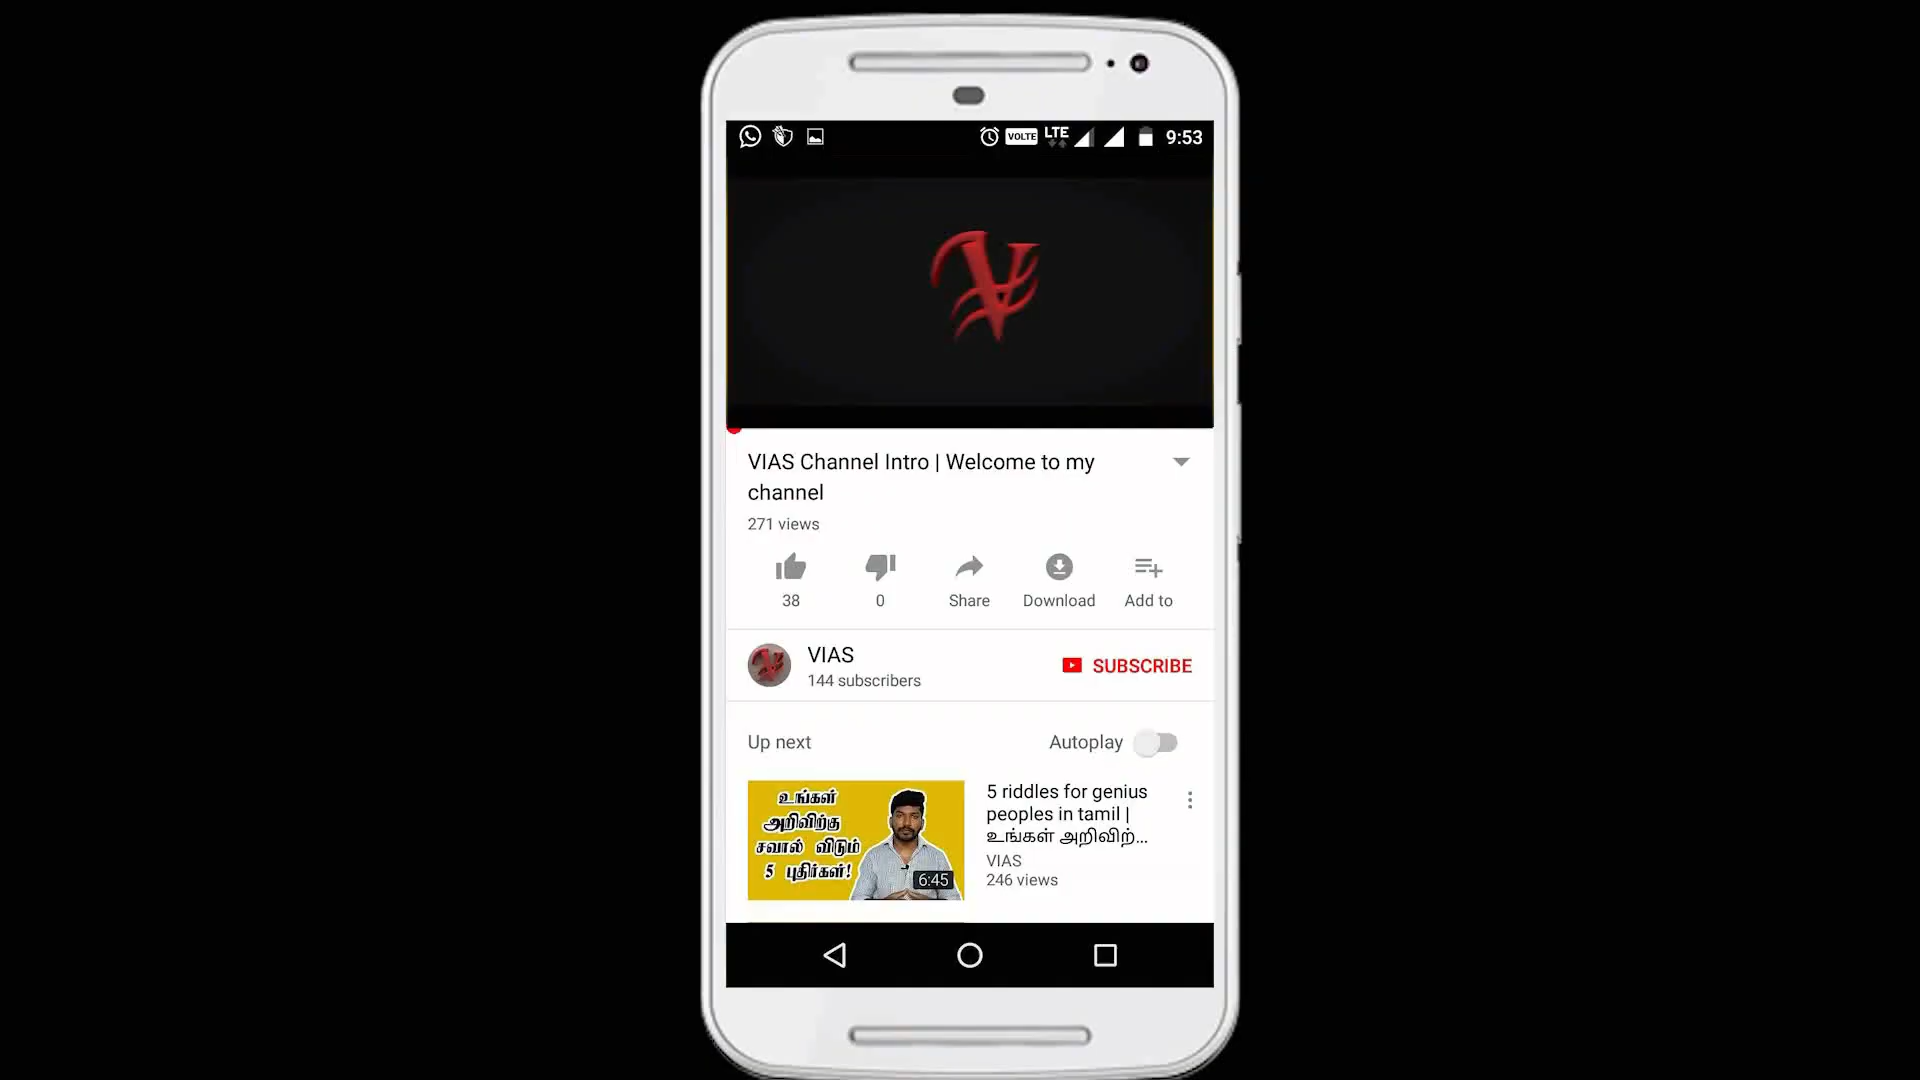 VOLTE LTE 9:53
VIAS Channel Intro | Welcome to my
channel
271 views
38
0
Share
Download
Add to
VIAS
144 subscribers
SUBSCRIBE
Up next
Autoplay
உங்கள்
அறிவிற்கு
சவால் விடும்
5 புதிர்கள்!
6:45
5 riddles for genius
peoples in tamil |
உங்கள் அறிவிற்...
VIAS
246 views